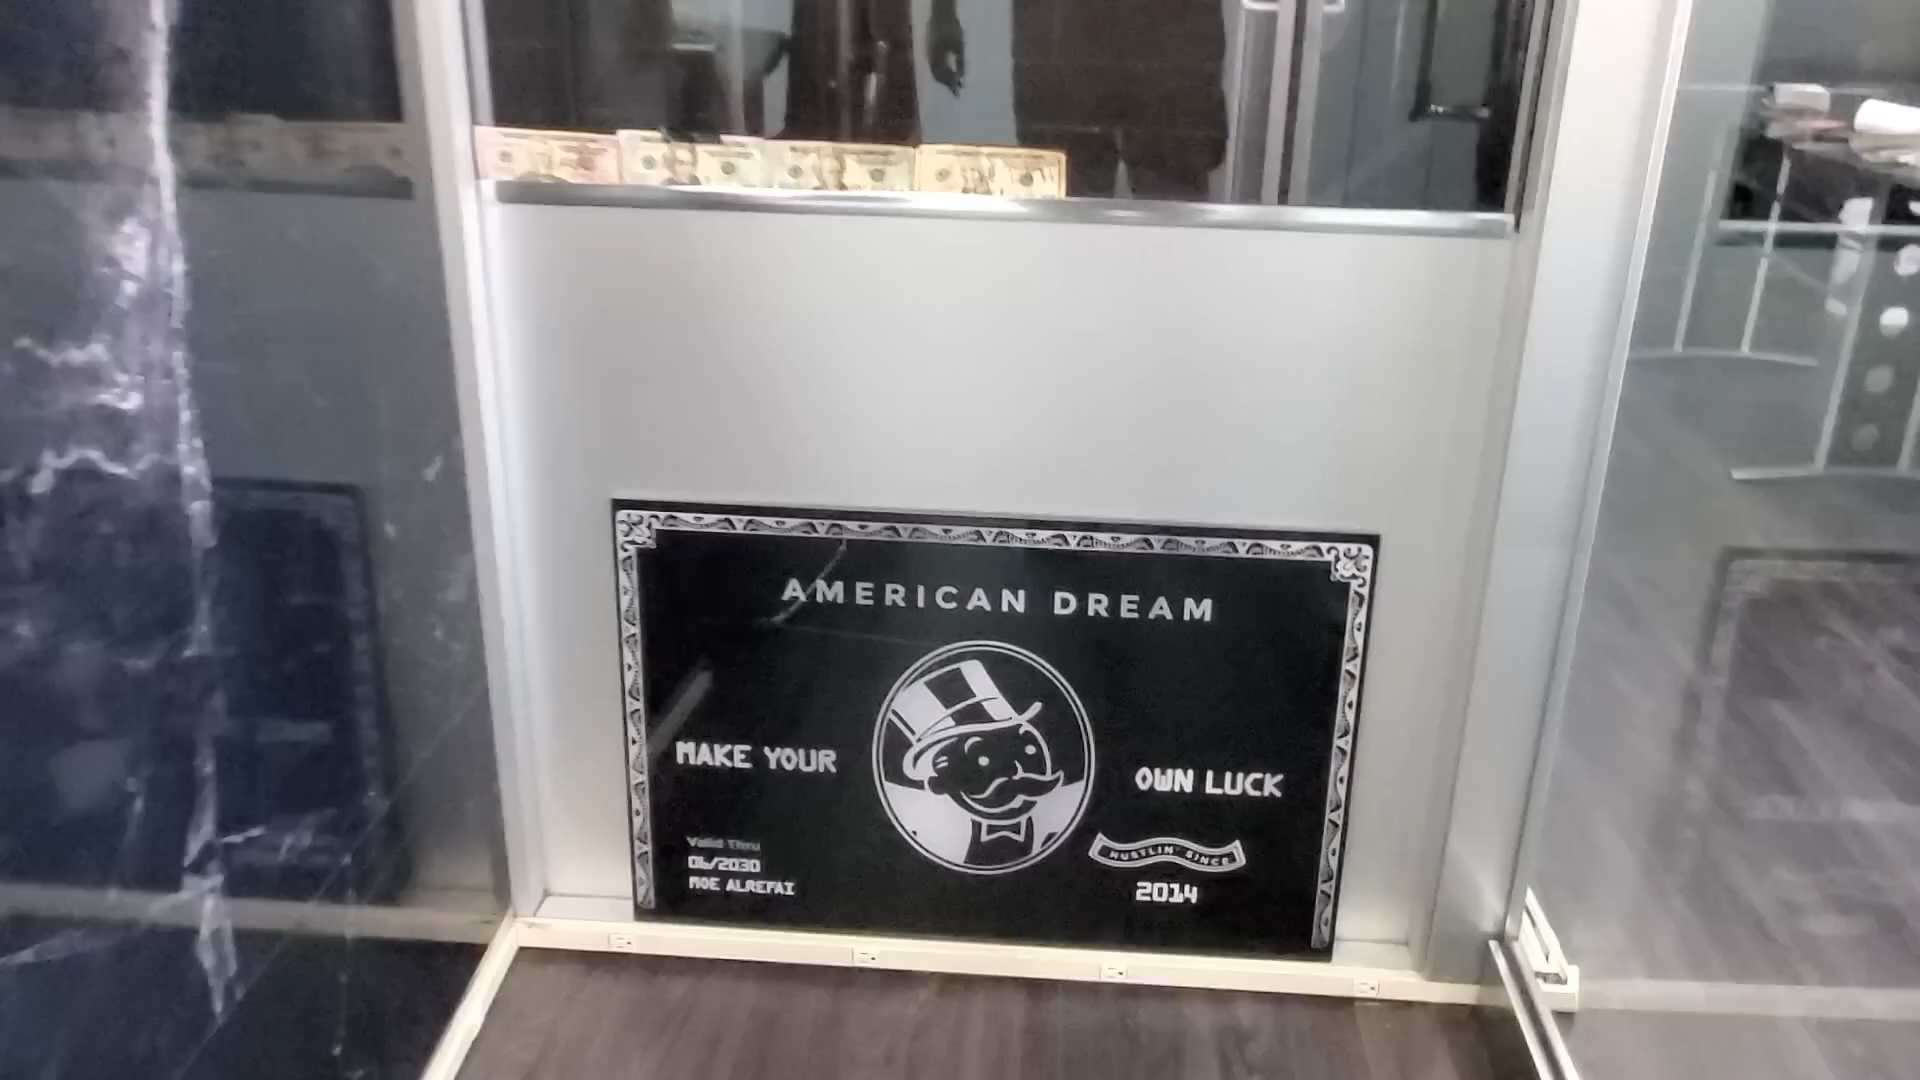 AMERICAN DREAM
MAKE YOUR
OWN LUCK
Valid Thru
06/2030
MOE ALREFAI
HUSTLIN' SINCE
2014